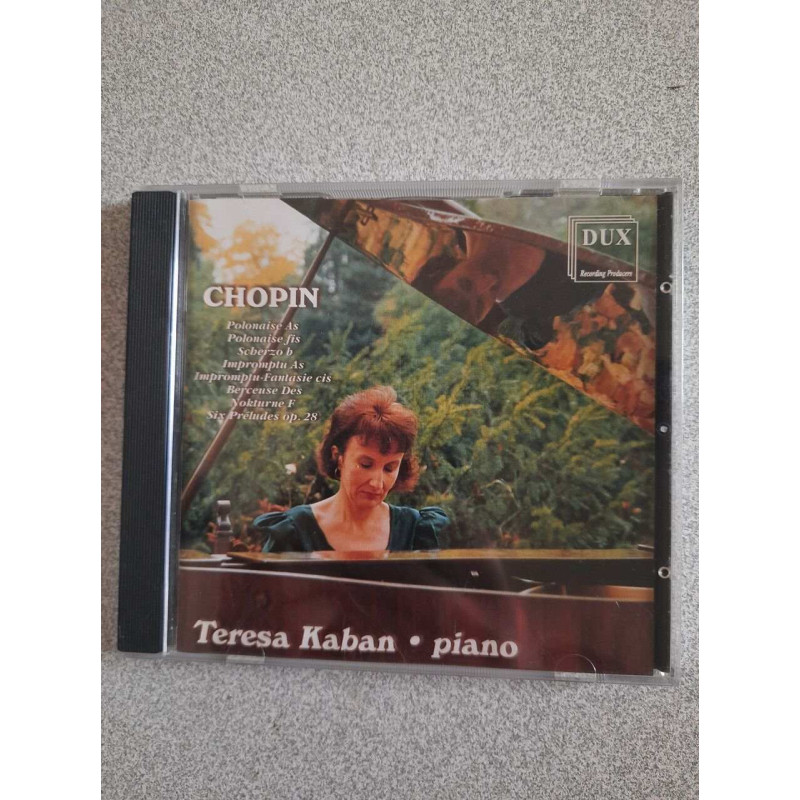 DUX
Recording Producers
CHOPIN
Polonaise As
Polonaise fis
Scherzo b
Impromptu As
Impromptu-Fantasie cis
Berceuse Des
Nokturne F
Six Préludes op. 28
Teresa Kaban • piano